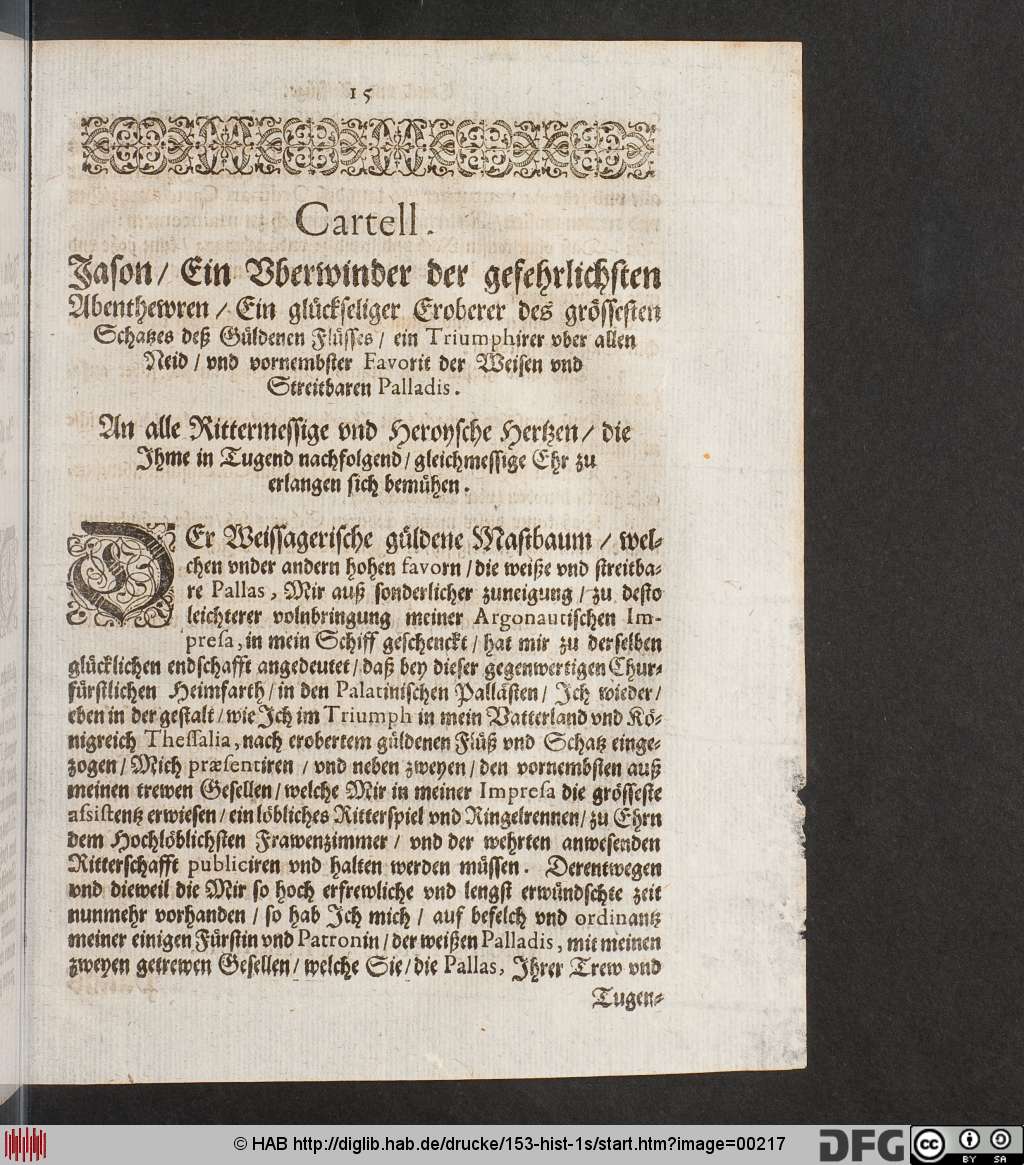 15
Cartell.
Jason/ Ein Vberwinder der gefehrlichsten
Abenthewren/ Ein glückseliger Eroberer des grössesten
Schatzes deß Güldenen Flüsses/ ein Triumphirer vber allen
Neid/ vnd vornembster Favorit der Weisen vnd
Streitbaren Palladis.
An alle Rittermessige vnd Heroysche Hertzen/ die
Ihme in Tugend nachfolgend/ gleichmessige Ehr zu
erlangen sich bemühen.
DEr Weissagerische güldene Mastbaum/ wel-
chen vnder andern hohen favorn/ die weiße vnd streitba-
re Pallas, Mir auß sonderlicher zuneigung/ zu desto
leichterer volnbringung meiner Argonautischen Im-
presa, in mein Schiff geschenckt/ hat mir zu derselben
glücklichen endschafft angedeutet/ daß bey dieser gegenwertigen Chur-
fürstlichen Heimfarth/ in den Palatinischen Pallästen/ Ich wieder/
eben in der gestalt/ wie Ich im Triumph in mein Vatterland vnd Kö-
nigreich Thessalia, nach erobertem güldenen Flüß vnd Schatz einge-
zogen/ Mich præsentiren/ vnd neben zweyen/ den vornembsten auß
meinen trewen Gesellen/ welche Mir in meiner Impresa die grösseste
assistentz erwiesen/ ein löbliches Ritterspiel vnd Ringelrennen/ zu Ehrn
dem Hochlöblichsten Frawenzimmer/ vnd der wehrten anwesenden
Ritterschafft publiciren vnd halten werden müssen. Derentwegen
vnd dieweil die Mir so hoch erfrewliche vnd lengst erwündschte zeit
nunmehr vorhanden/ so hab Ich mich/ auf befelch vnd ordinantz
meiner einigen Fürstin vnd Patronin/ der weißen Palladis, mit meinen
zweyen getrewen Gesellen/ welche Sie/ die Pallas, Ihrer Trew vnd
Tugen-
© HAB http://diglib.hab.de/drucke/153-hist-1s/start.htm?image=00217
DFG
cc BY SA